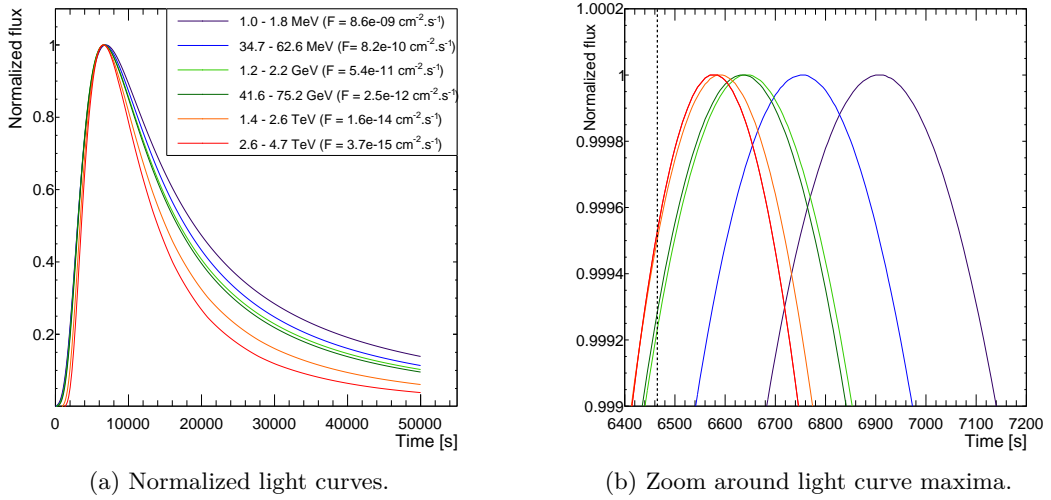 Normalized flux
1
0.8
0.6
0.4
0.2
0 10000 20000 30000 40000 50000
Time [s]
1.0 - 1.8 MeV (F = 8.6e-09 cm-2.s-1)
34.7 - 62.6 MeV (F = 8.2e-10 cm-2.s-1)
1.2 - 2.2 GeV (F = 5.4e-11 cm-2.s-1)
41.6 - 75.2 GeV (F = 2.5e-12 cm-2.s-1)
1.4 - 2.6 TeV (F = 1.6e-14 cm-2.s-1)
2.6 - 4.7 TeV (F = 3.7e-15 cm-2.s-1)
(a) Normalized light curves.
Normalized flux
1.0002
1
0.9998
0.9996
0.9994
0.9992
0.999
6400 6500 6600 6700 6800 6900 7000 7100 7200
Time [s]
(b) Zoom around light curve maxima.